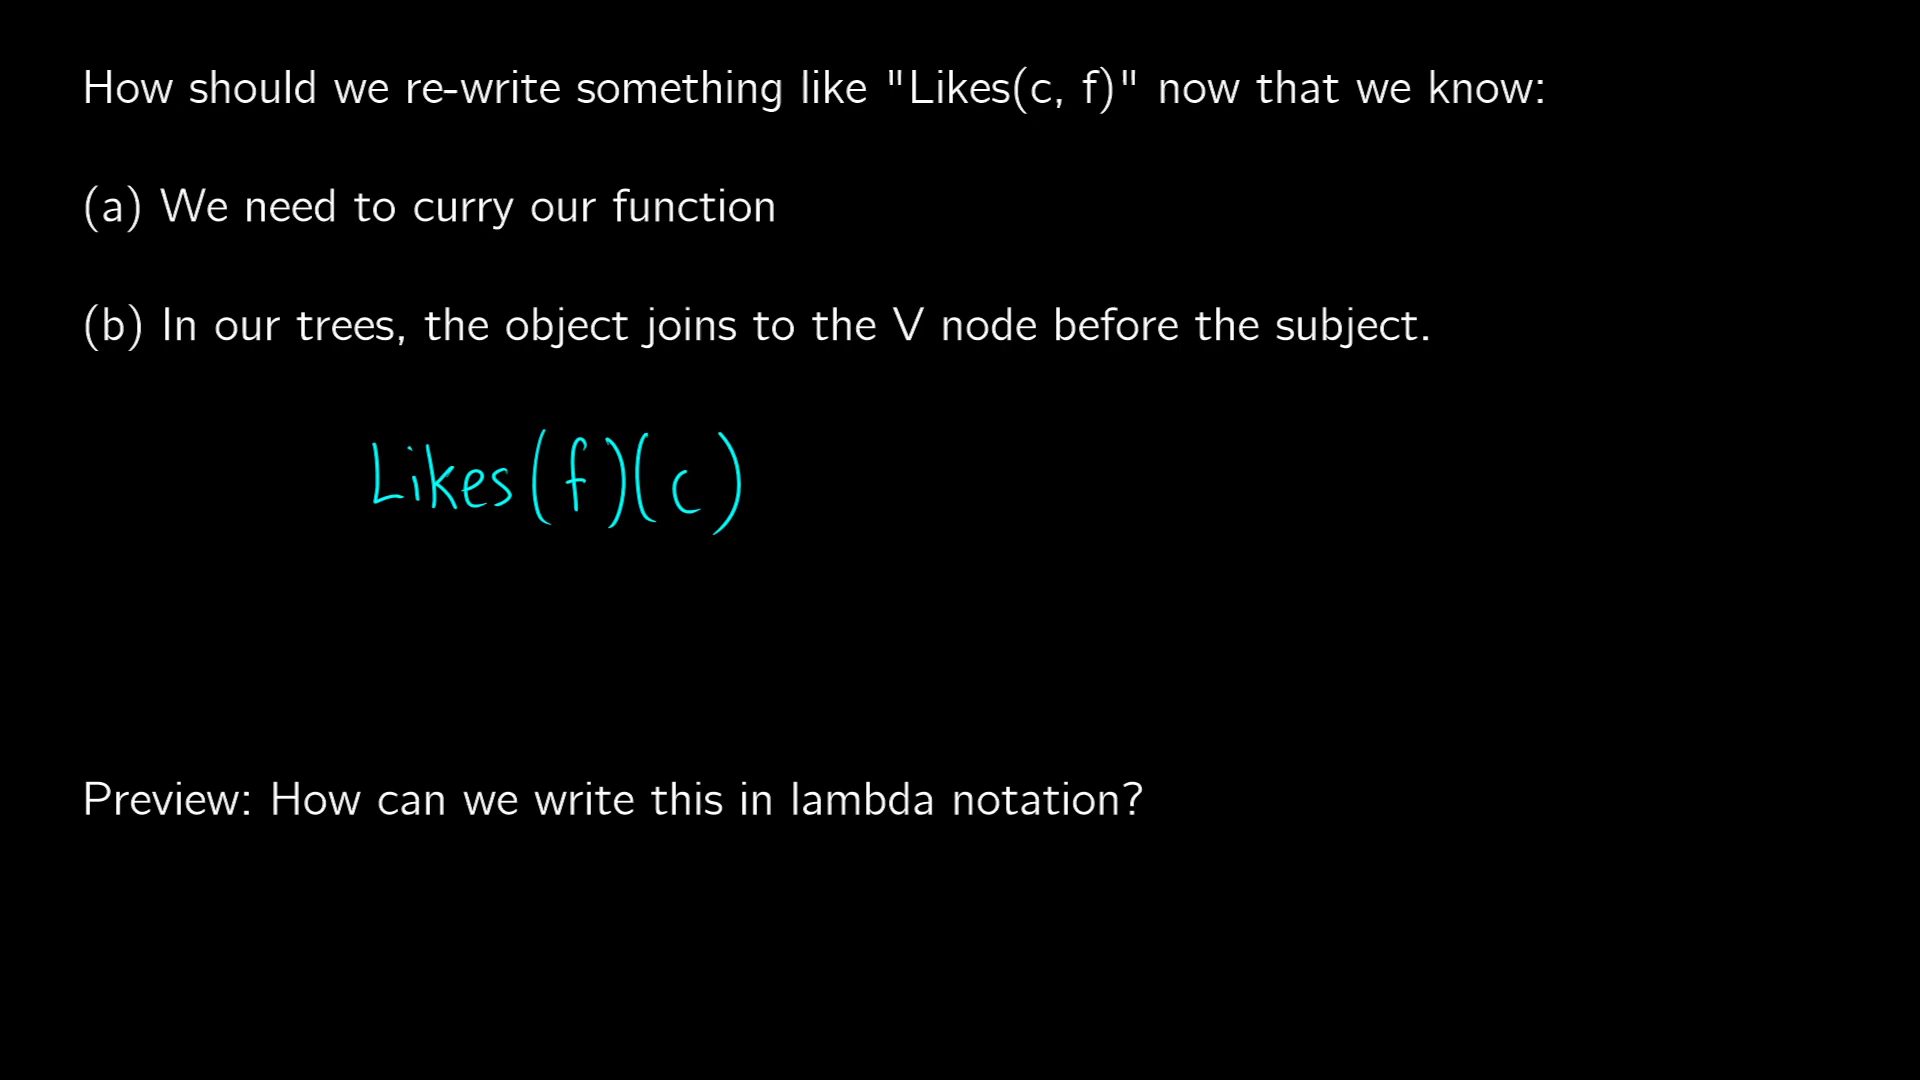 How should we re-write something like "Likes(c, f)" now that we know:
(a) We need to curry our function
(b) In our trees, the object joins to the V node before the subject.
Likes(f)(c)
Preview: How can we write this in lambda notation?